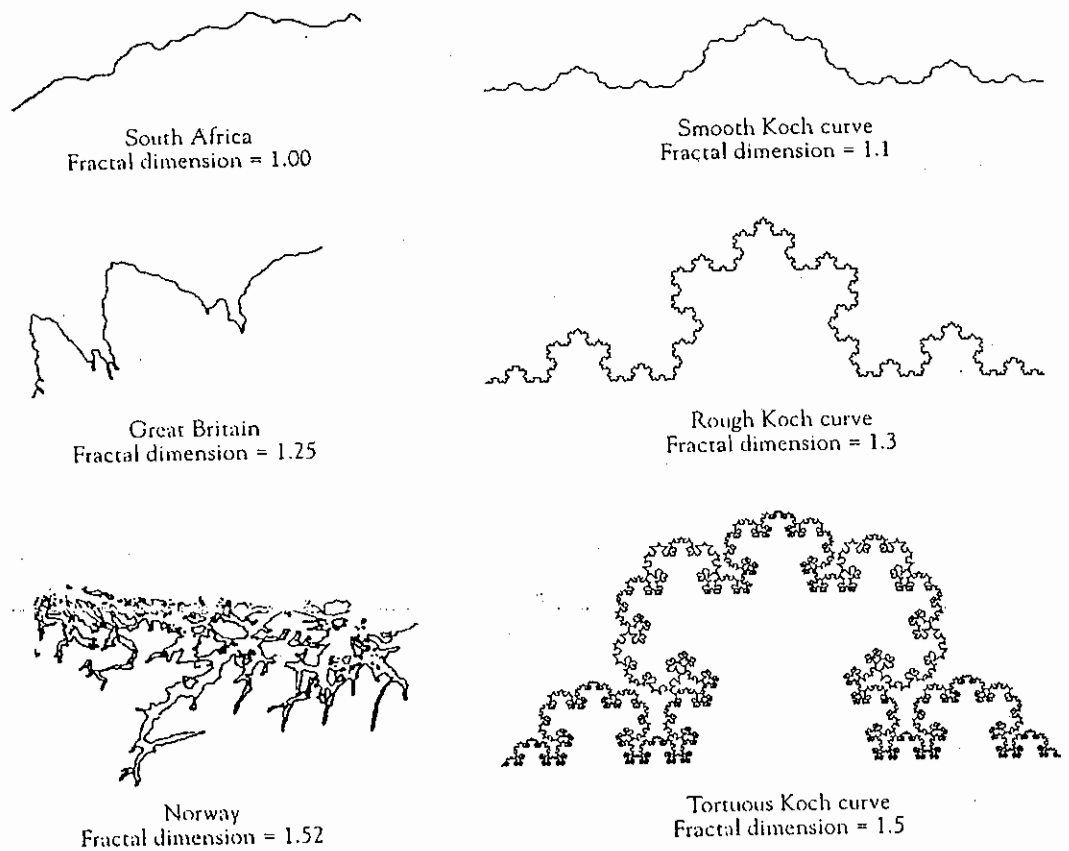 South Africa
Fractal dimension = 1.00
Smooth Koch curve
Fractal dimension = 1.1
Great Britain
Fractal dimension = 1.25
Rough Koch curve
Fractal dimension = 1.3
Norway
Fractal dimension = 1.52
Tortuous Koch curve
Fractal dimension = 1.5